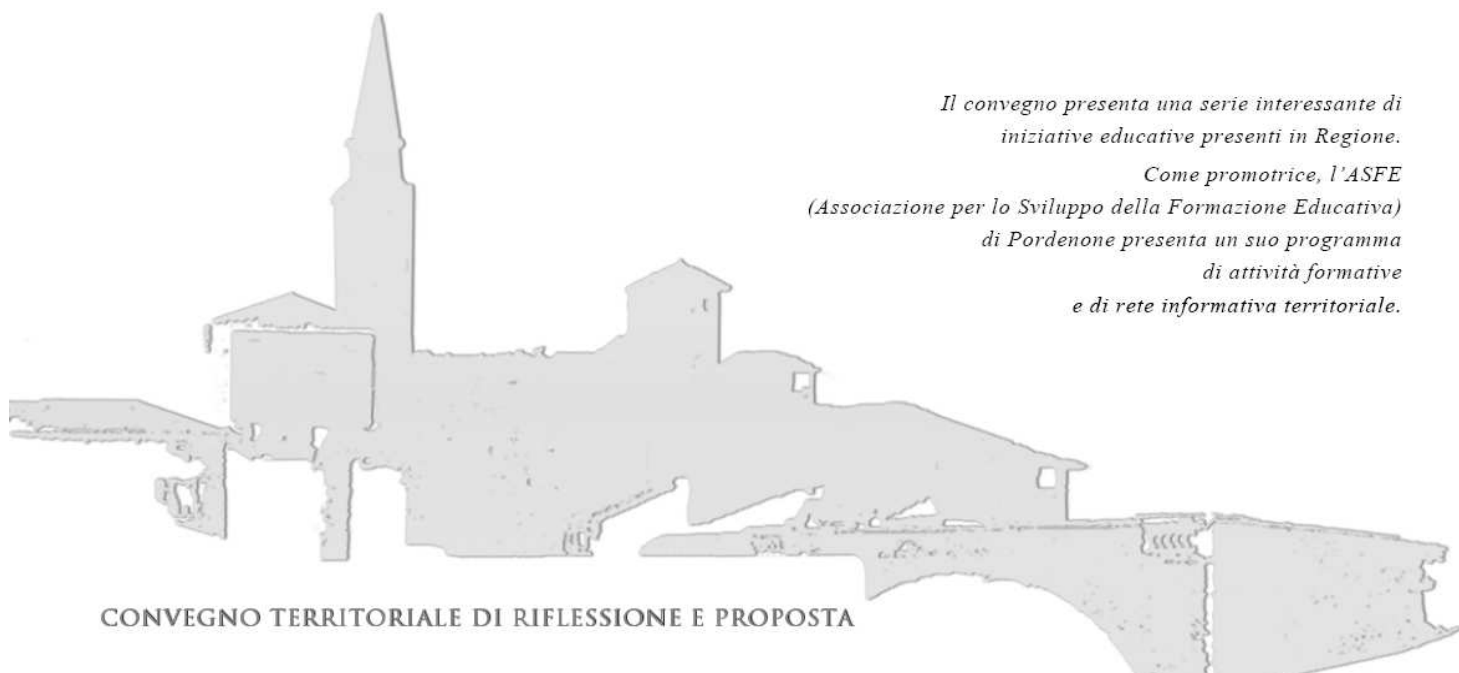 Il convegno presenta una serie interessante di
iniziative educative presenti in Regione.
Come promotrice, l'ASFE
(Associazione per lo Sviluppo della Formazione Educativa)
di Pordenone presenta un suo programma
di attività formative
e di rete informativa territoriale.
CONVEGNO TERRITORIALE DI RIFLESSIONE E PROPOSTA